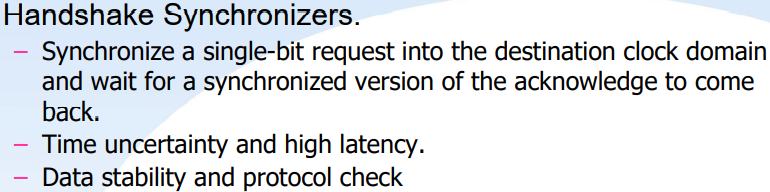 Handshake Synchronizers.
– Synchronize a single-bit request into the destination clock domain
and wait for a synchronized version of the acknowledge to come
back.
– Time uncertainty and high latency.
– Data stability and protocol check